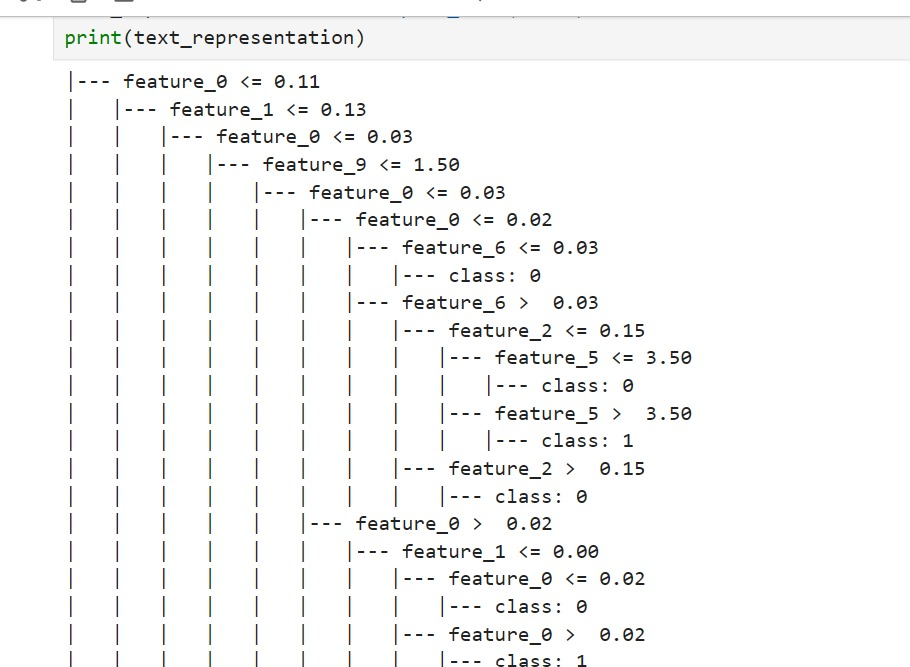 print(text_representation)
|--- feature_0 <= 0.11
|   |--- feature_1 <= 0.13
|   |   |--- feature_0 <= 0.03
|   |   |   |--- feature_9 <= 1.50
|   |   |   |   |--- feature_0 <= 0.03
|   |   |   |   |   |--- feature_0 <= 0.02
|   |   |   |   |   |   |--- feature_6 <= 0.03
|   |   |   |   |   |   |   |--- class: 0
|   |   |   |   |   |   |--- feature_6 >  0.03
|   |   |   |   |   |   |   |--- feature_2 <= 0.15
|   |   |   |   |   |   |   |   |--- feature_5 <= 3.50
|   |   |   |   |   |   |   |   |   |--- class: 0
|   |   |   |   |   |   |   |   |--- feature_5 >  3.50
|   |   |   |   |   |   |   |   |   |--- class: 1
|   |   |   |   |   |   |   |--- feature_2 >  0.15
|   |   |   |   |   |   |   |   |--- class: 0
|   |   |   |   |   |--- feature_0 >  0.02
|   |   |   |   |   |   |--- feature_1 <= 0.00
|   |   |   |   |   |   |   |--- feature_0 <= 0.02
|   |   |   |   |   |   |   |   |--- class: 0
|   |   |   |   |   |   |   |--- feature_0 >  0.02
|   |   |   |   |   |   |   |   |--- class: 1